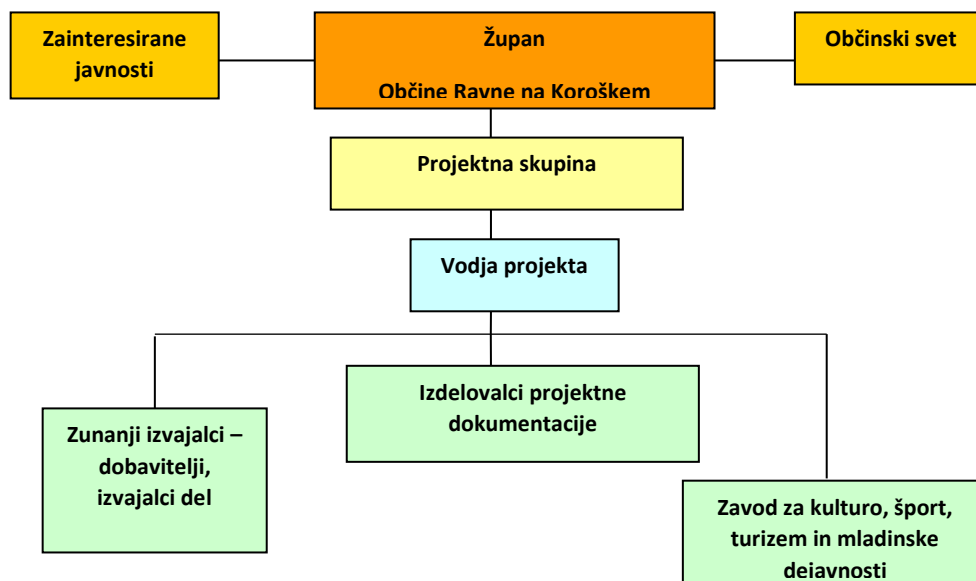 Zainteresirane
javnosti
Župan
Občine Ravne na Koroškem
Občinski svet
Projektna skupina
Vodja projekta
Zunanji izvajalci –
dobavitelji,
izvajalci del
Izdelovalci projektne
dokumentacije
Zavod za kulturo, šport,
turizem in mladinske
dejavnosti